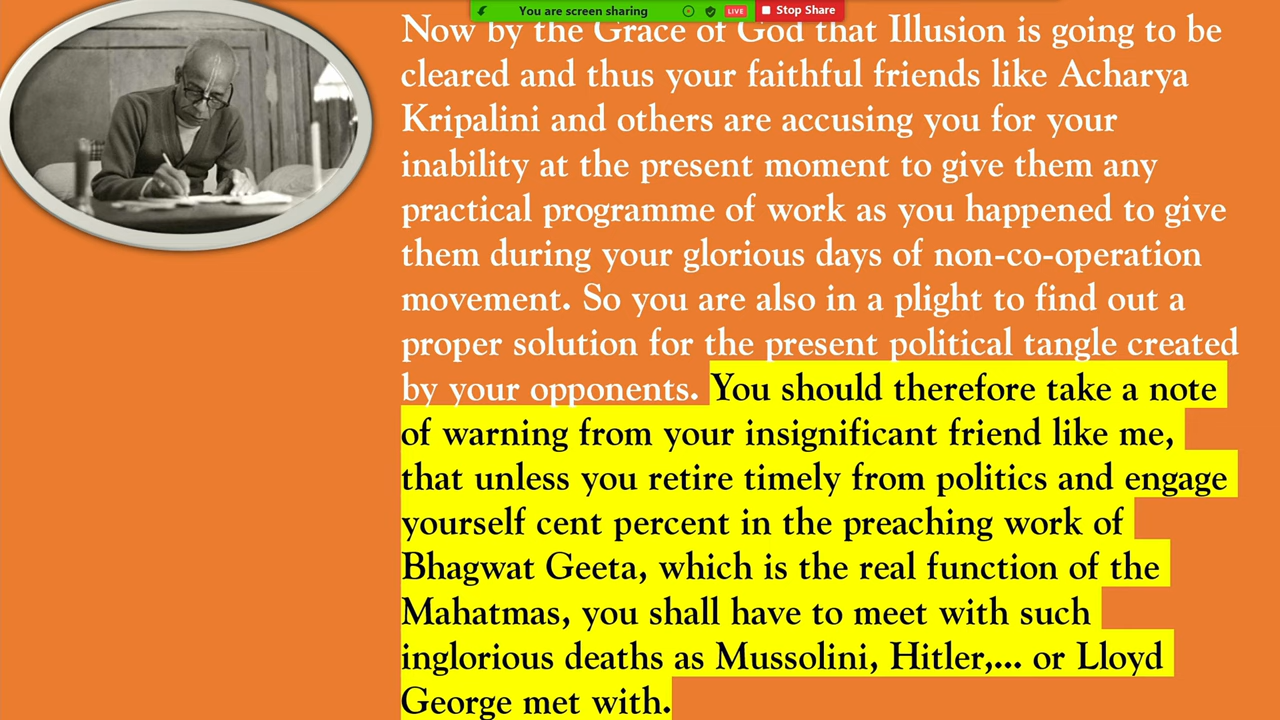 You are screen sharing
LIVE
Stop Share
Now by the Grace of God that Illusion is going to be
cleared and thus your faithful friends like Acharya
Kripalini and others are accusing you for your
inability at the present moment to give them any
practical programme of work as you happened to give
them during your glorious days of non-co-operation
movement. So you are also in a plight to find out a
proper solution for the present political tangle created
by your opponents. You should therefore take a note
of warning from your insignificant friend like me,
that unless you retire timely from politics and engage
yourself cent percent in the preaching work of
Bhagwat Geeta, which is the real function of the
Mahatmas, you shall have to meet with such
inglorious deaths as Mussolini, Hitler,... or Lloyd
George met with.